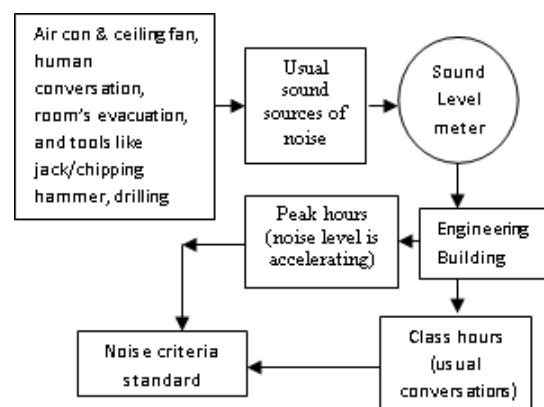 Air con & ceiling fan,
human
conversation,
room's evacuation,
and tools like
jack/chipping
hammer, drilling
Usual
sound
sources of
noise
Sound
Level
meter
Peak hours
(noise level is
accelerating)
Engineering
Building
Noise criteria
standard
Class hours
(usual
conversations)